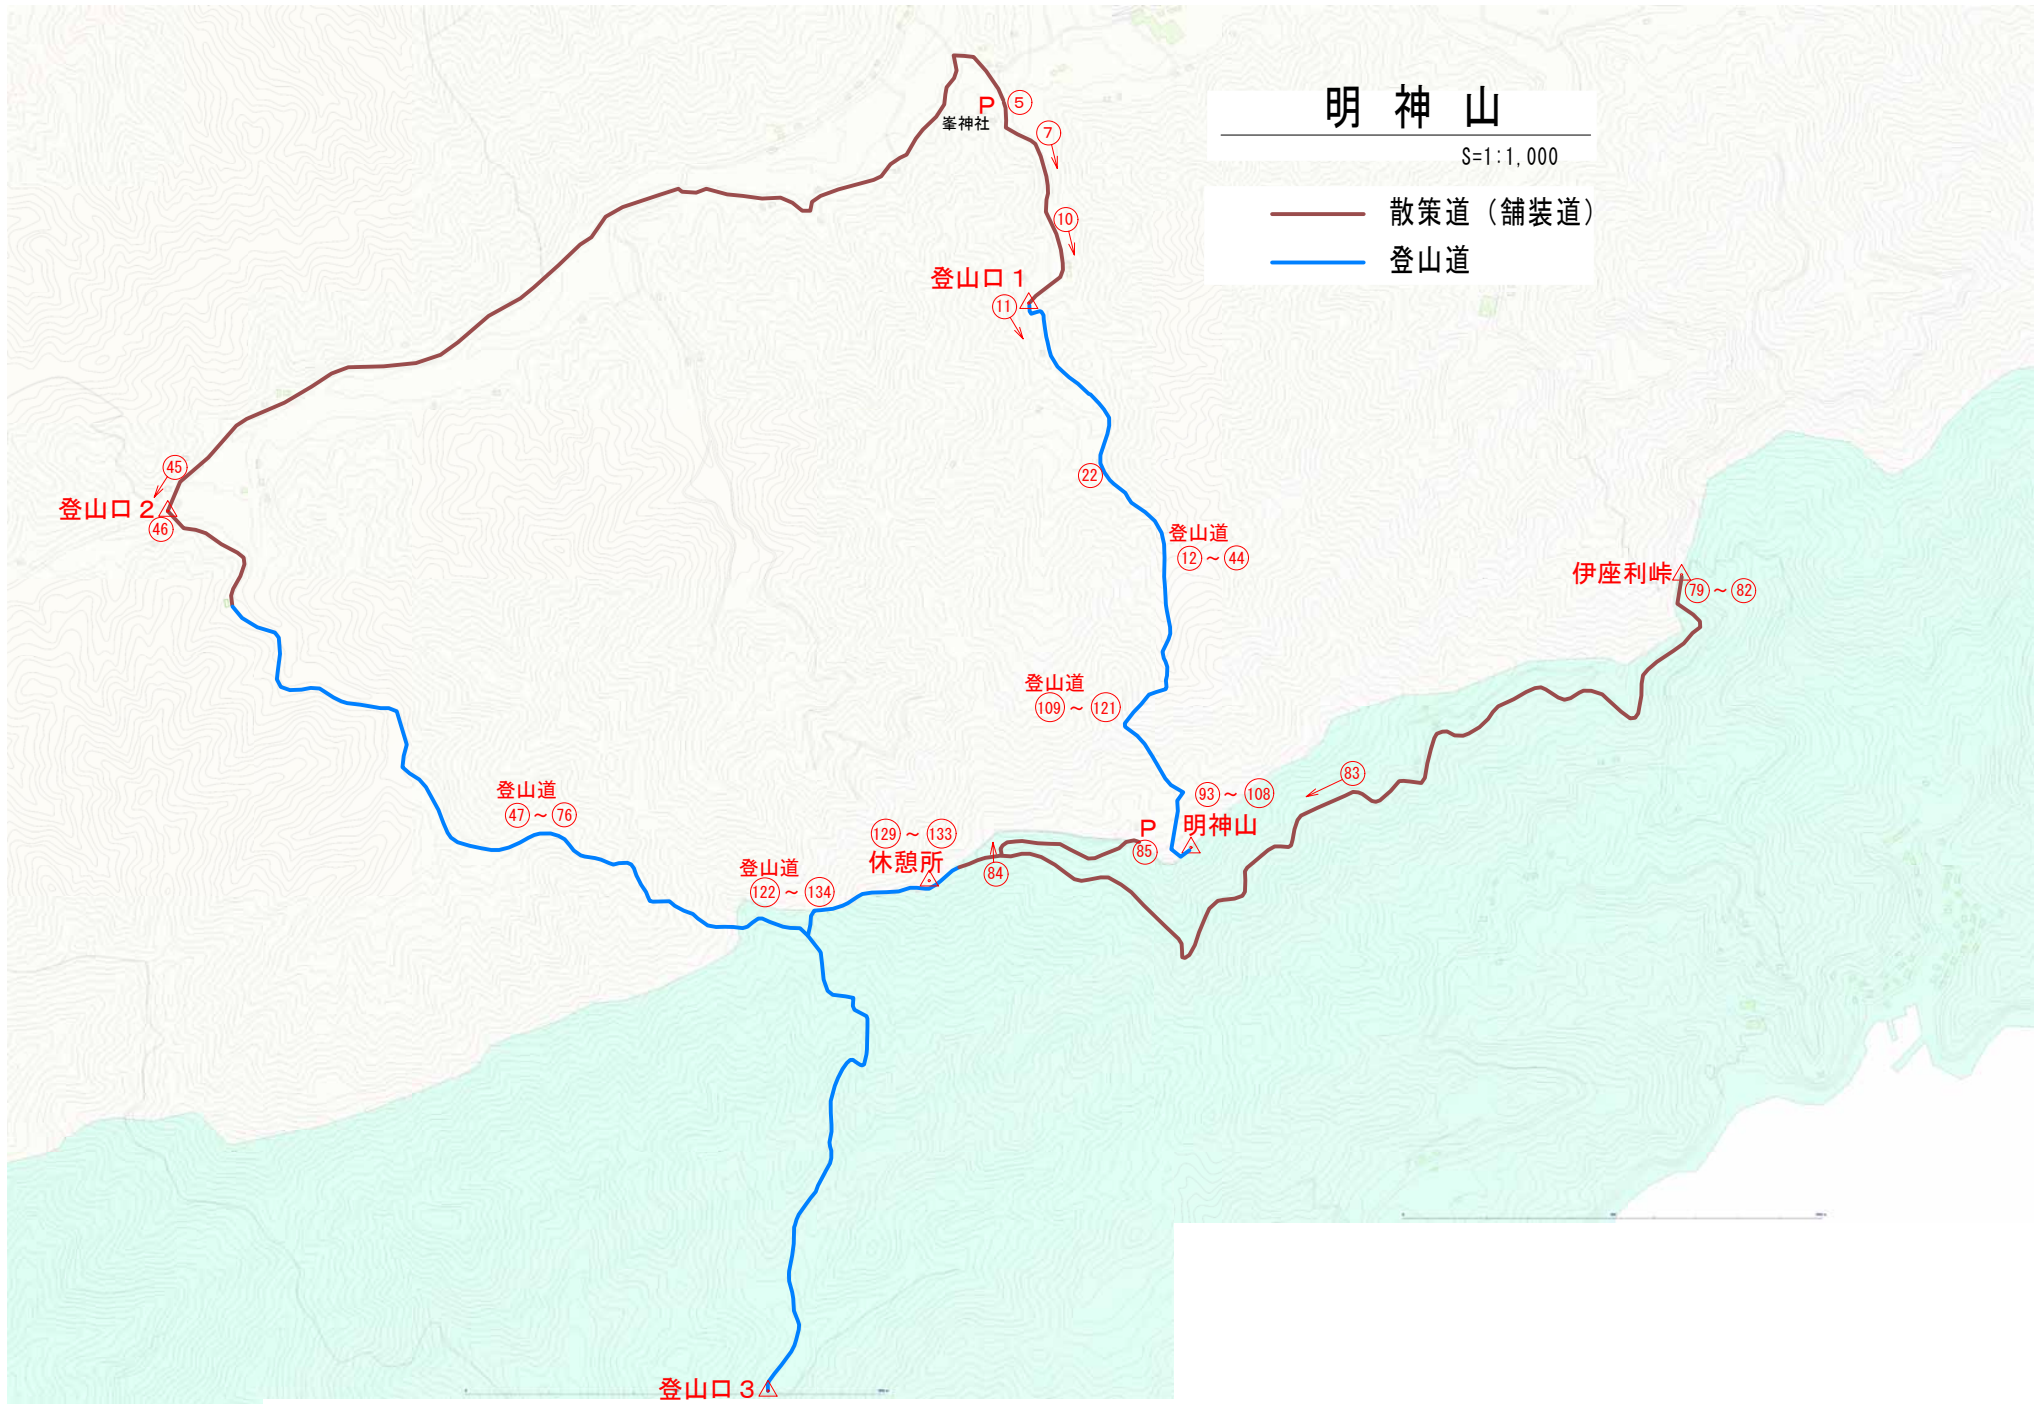 明神山
S=1:1,000
散策道（舗装道）
登山道
P
⑤
峯神社
⑦
⑩
登山口１
⑪
㉒
登山道
⑫～㊹
㊺
登山口２
㊻
伊座利峠
79～82
登山道
109～121
83
93～108
P
明神山
85
登山道
㊼～76
129～133
休憩所
84
登山道
122～134
登山口３